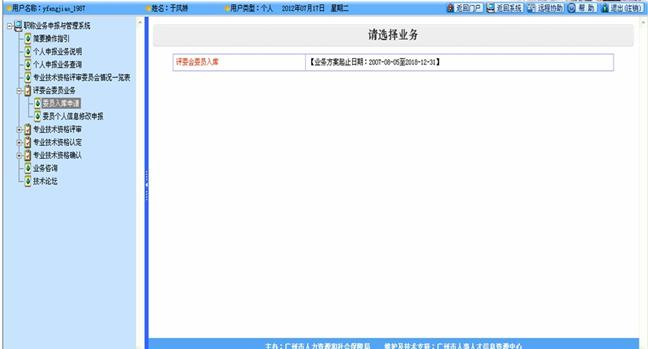 用户名称：yfengjiao_1987 姓名：于凤娇 用户类型：个人 2012年07月17日 星期二 返回门户 返回系统 远程协助 帮 助 退出(注销)
职称业务申报与管理系统
简要操作指引
个人申报业务说明
个人申报业务查询
专业技术资格评审委员会情况一览表
评委会委员业务
委员入库申请
委员个人信息修改申报
专业技术资格评审
专业技术资格认定
专业技术资格确认
业务咨询
技术论坛
请选择业务
评委会委员入库 【业务方案起止日期：2007-08-05至2018-12-31】
主办：广州市人力资源和社会保障局 维护及技术支持：广州市人事人才信息资源中心